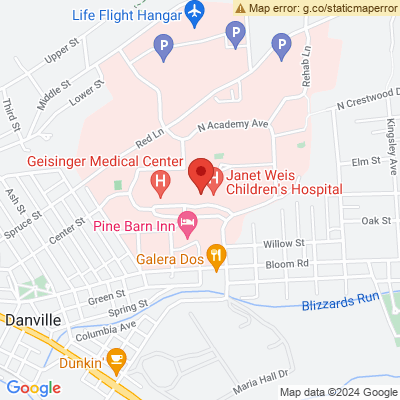 Map error: g.co/staticmaperror
Life Flight Hangar
P
P
P
Upper St
Middle St
Lower St
Third St
Red Ln
Rehab Ln
N Academy Ave
N Crestwood D
Kingsley Ave
Elm St
Geisinger Medical Center
H
H
Janet Weis
Children's Hospital
Ash St
Spruce St
Center St
Pine Barn Inn
Oak St
Galera Dos
Willow St
Bloom Rd
Green St
Spring St
Blizzards Run
Danville
Columbia Ave
Dunkin'
Maria Hall Dr
Google
Map data ©2024 Google